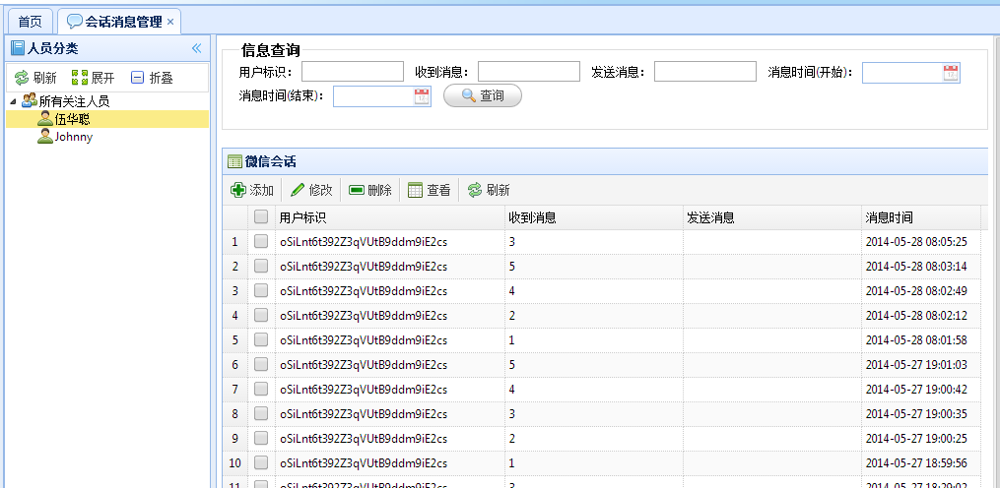 首页 会话消息管理 ×
人员分类
刷新 展开 折叠
所有关注人员
伍华聪
Johnny
信息查询
用户标识: 收到消息: 发送消息: 消息时间(开始):
消息时间(结束): 查询
微信会话
添加 修改 删除 查看 刷新
用户标识 收到消息 发送消息 消息时间
1 oSiLnt6t392Z3qVUtB9ddm9iE2cs 3 2014-05-28 08:05:25
2 oSiLnt6t392Z3qVUtB9ddm9iE2cs 5 2014-05-28 08:03:14
3 oSiLnt6t392Z3qVUtB9ddm9iE2cs 4 2014-05-28 08:02:49
4 oSiLnt6t392Z3qVUtB9ddm9iE2cs 2 2014-05-28 08:02:12
5 oSiLnt6t392Z3qVUtB9ddm9iE2cs 1 2014-05-28 08:01:58
6 oSiLnt6t392Z3qVUtB9ddm9iE2cs 5 2014-05-27 19:01:03
7 oSiLnt6t392Z3qVUtB9ddm9iE2cs 4 2014-05-27 19:00:42
8 oSiLnt6t392Z3qVUtB9ddm9iE2cs 3 2014-05-27 19:00:35
9 oSiLnt6t392Z3qVUtB9ddm9iE2cs 2 2014-05-27 19:00:25
10 oSiLnt6t392Z3qVUtB9ddm9iE2cs 1 2014-05-27 18:59:56
11 oSiLnt6t392Z3qVUtB9ddm9iE2cs